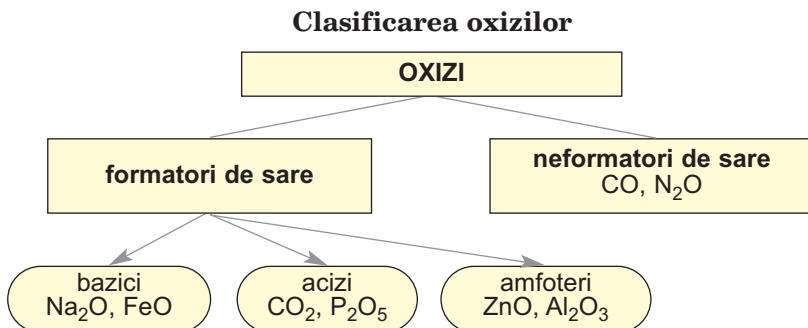 Clasificarea oxizilor
OXIZI
formatori de sare
neformatori de sare
CO, N₂O
bazici
Na₂O, FeO
acizi
CO₂, P₂O₅
amfoteri
ZnO, Al₂O₃